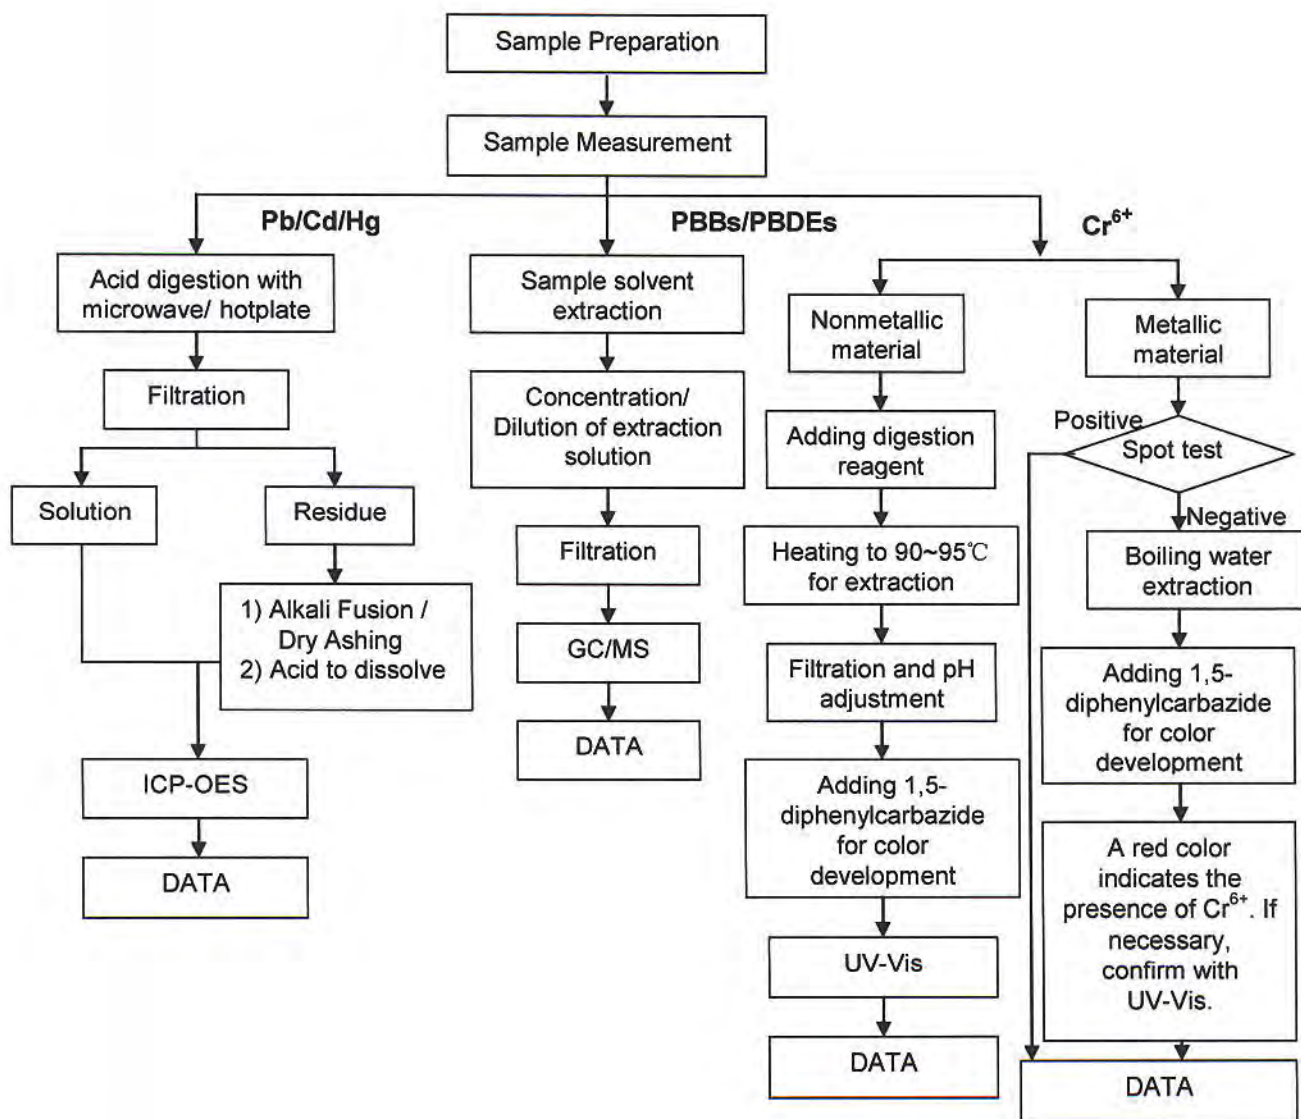 Sample Preparation
Sample Measurement
Pb/Cd/Hg
PBBs/PBDEs
Cr⁶⁺
Acid digestion with
microwave/ hotplate
Filtration
Solution
Residue
1) Alkali Fusion /
Dry Ashing
2) Acid to dissolve
ICP-OES
DATA
Sample solvent
extraction
Concentration/
Dilution of extraction
solution
Filtration
GC/MS
DATA
Nonmetallic
material
Adding digestion
reagent
Heating to 90~95℃
for extraction
Filtration and pH
adjustment
Adding 1,5-
diphenylcarbazide
for color
development
UV-Vis
DATA
Metallic
material
Positive
Spot test
Negative
Boiling water
extraction
Adding 1,5-
diphenylcarbazide
for color
development
A red color
indicates the
presence of Cr⁶⁺. If
necessary,
confirm with
UV-Vis.
DATA